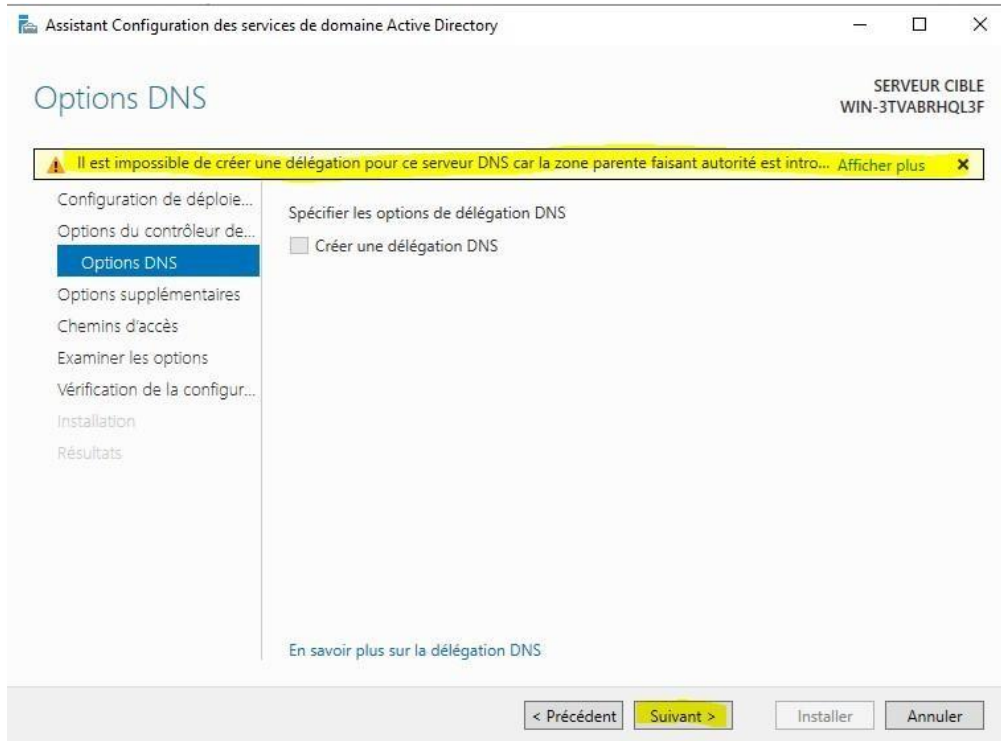 Assistant Configuration des services de domaine Active Directory
Options DNS
SERVEUR CIBLE
WIN-3TVABRHQL3F
Il est impossible de créer une délégation pour ce serveur DNS car la zone parente faisant autorité est intro... Afficher plus
Configuration de déploie...
Options du contrôleur de...
Options DNS
Options supplémentaires
Chemins d'accès
Examiner les options
Vérification de la configur...
Installation
Résultats
Spécifier les options de délégation DNS
Créer une délégation DNS
En savoir plus sur la délégation DNS
< Précédent
Suivant >
Installer
Annuler